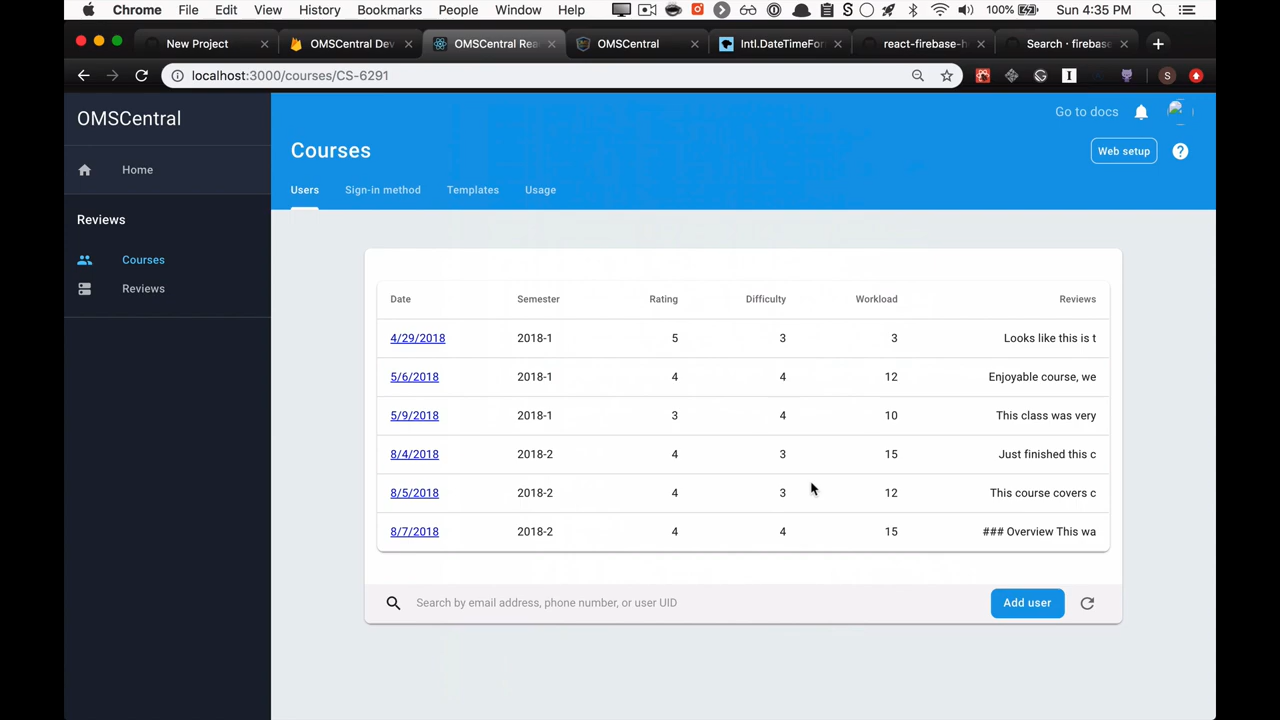 Chrome File Edit View History Bookmarks People Window Help 100% Sun 4:35 PM
New Project OMSCentral Dev OMSCentral Rea OMSCentral Intl.DateTimeFor react-firebase-h Search · firebase
localhost:3000/courses/CS-6291
OMSCentral
Go to docs
Home
Courses
Web setup
Users Sign-in method Templates Usage
Reviews
Courses
Reviews
Date Semester Rating Difficulty Workload Reviews
4/29/2018 2018-1 5 3 3 Looks like this is t
5/6/2018 2018-1 4 4 12 Enjoyable course, we
5/9/2018 2018-1 3 4 10 This class was very
8/4/2018 2018-2 4 3 15 Just finished this c
8/5/2018 2018-2 4 3 12 This course covers c
8/7/2018 2018-2 4 4 15 ### Overview This wa
Search by email address, phone number, or user UID Add user